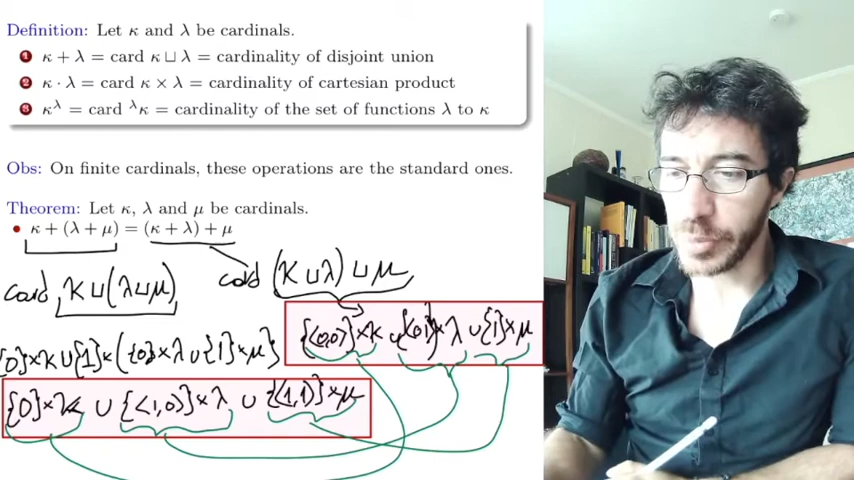 Definition: Let κ and λ be cardinals.
1 κ + λ = card κ ⊔ λ = cardinality of disjoint union
2 κ · λ = card κ × λ = cardinality of cartesian product
3 κ^λ = card ^λκ = cardinality of the set of functions λ to κ
Obs: On finite cardinals, these operations are the standard ones.
Theorem: Let κ, λ and μ be cardinals.
• κ + (λ + μ) = (κ + λ) + μ
card κ ⊔ (λ ⊔ μ)
card (κ ⊔ λ) ⊔ μ
{<0,0>} × κ ∪ {<0,1>} × λ ∪ {1} × μ
{0} × κ ∪ {1} × ({0} × λ ∪ {1} × μ)
{0} × κ ∪ {<1,0>} × λ ∪ {<1,1>} × μ